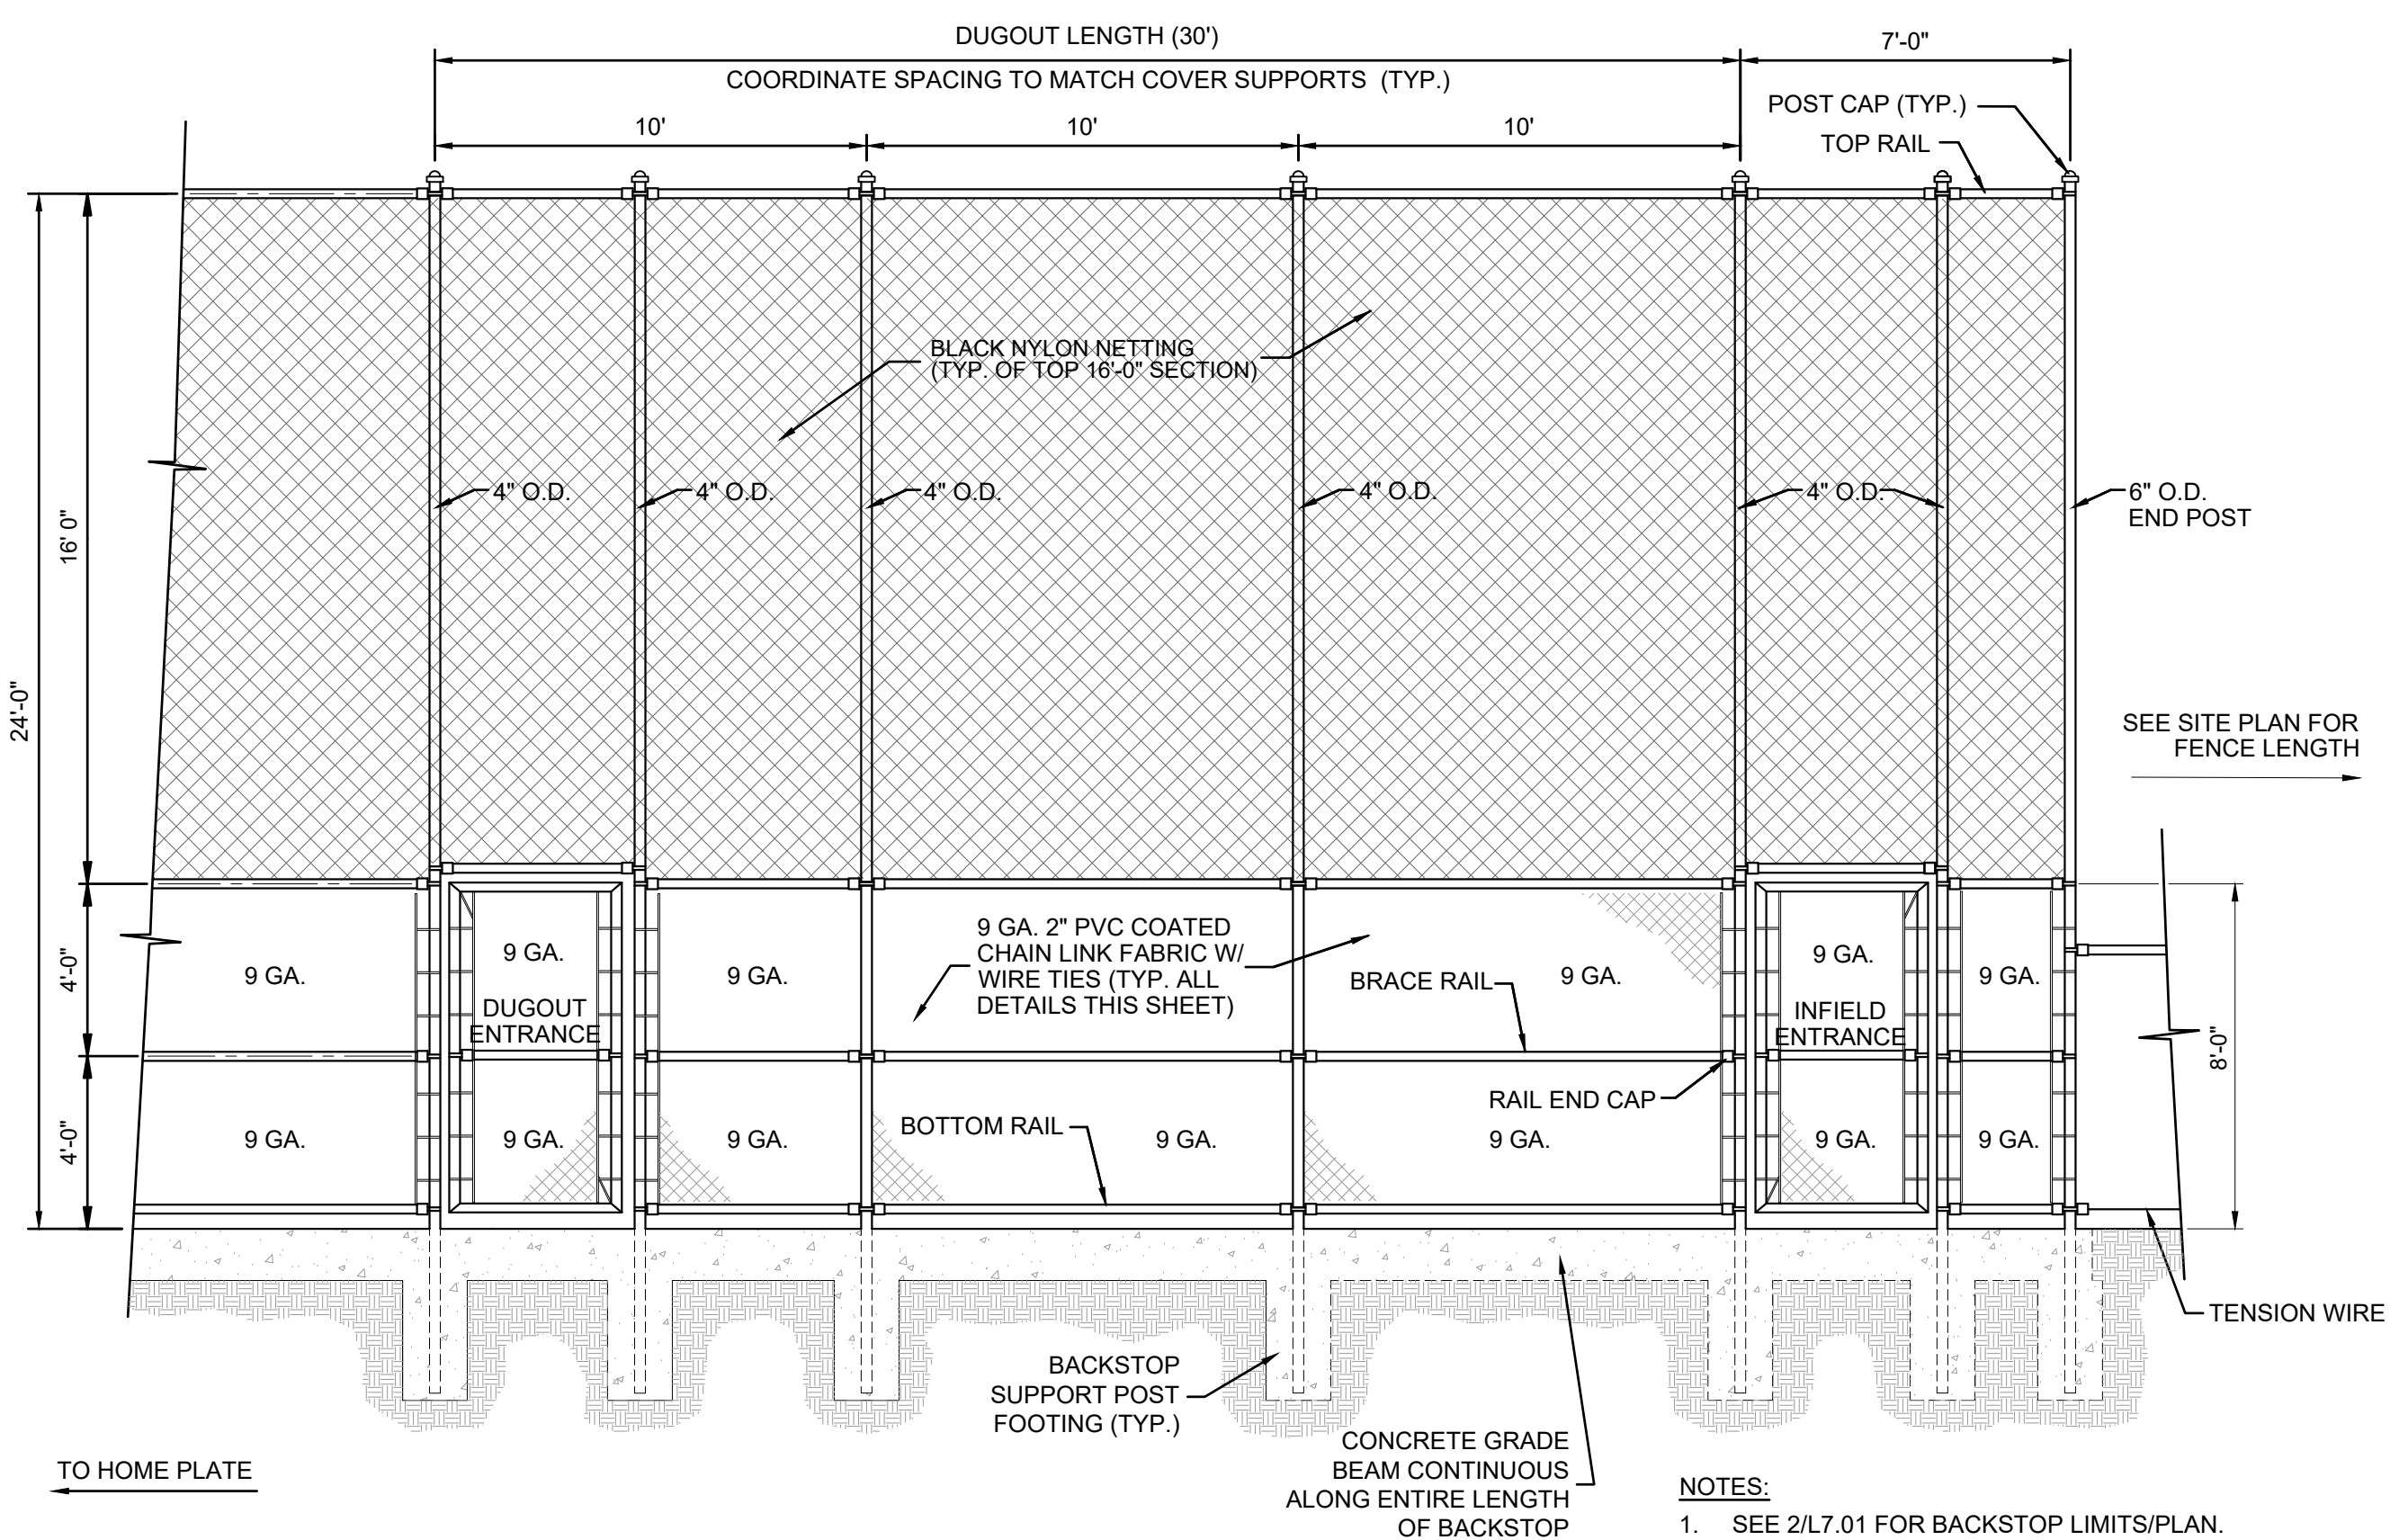 DUGOUT LENGTH (30')
7'-0"
COORDINATE SPACING TO MATCH COVER SUPPORTS (TYP.)
POST CAP (TYP.)
10'
10'
10'
TOP RAIL
BLACK NYLON NETTING
(TYP. OF TOP 16'-0" SECTION)
4" O.D.
4" O.D.
4" O.D.
4" O.D.
4" O.D.
6" O.D.
END POST
16' 0"
24'-0"
SEE SITE PLAN FOR
FENCE LENGTH
4'-0"
9 GA.
9 GA.
DUGOUT
ENTRANCE
9 GA.
9 GA. 2" PVC COATED
CHAIN LINK FABRIC W/
WIRE TIES (TYP. ALL
DETAILS THIS SHEET)
BRACE RAIL
9 GA.
9 GA.
INFIELD
ENTRANCE
9 GA.
8'-0"
4'-0"
9 GA.
9 GA.
9 GA.
BOTTOM RAIL
9 GA.
RAIL END CAP
9 GA.
9 GA.
9 GA.
TENSION WIRE
BACKSTOP
SUPPORT POST
FOOTING (TYP.)
CONCRETE GRADE
BEAM CONTINUOUS
ALONG ENTIRE LENGTH
OF BACKSTOP
TO HOME PLATE
NOTES:
1. SEE 2/L7.01 FOR BACKSTOP LIMITS/PLAN.